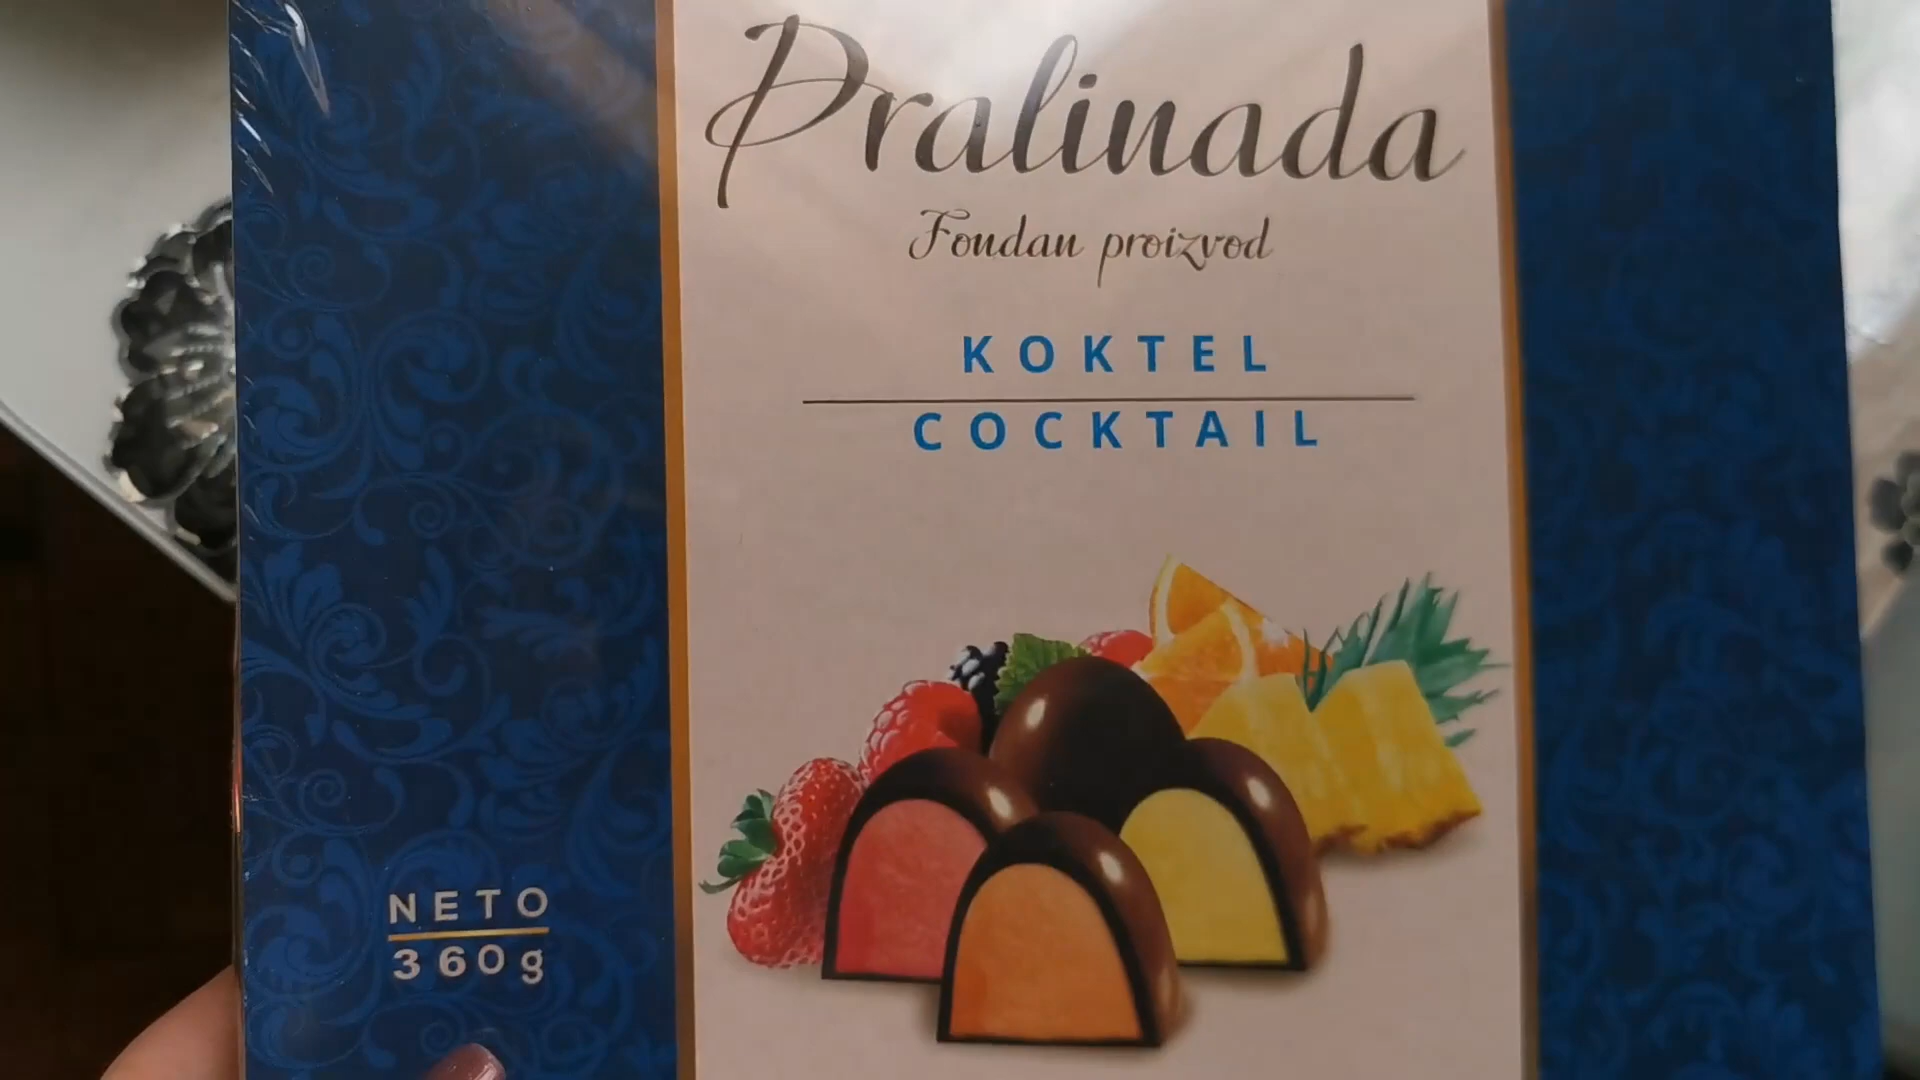 Pralinada
Fondan proizvod
KOKTEL
COCKTAIL
NETO
360g